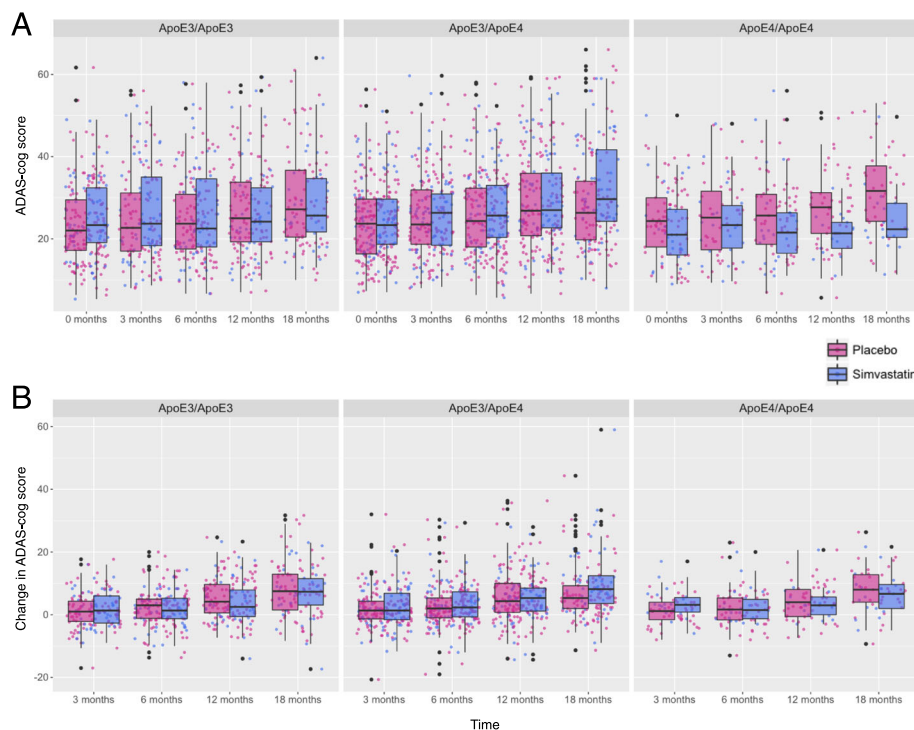 A
ApoE3/ApoE3 ApoE3/ApoE4 ApoE4/ApoE4
ADAS-cog score
60
40
20
0 months 3 months 6 months 12 months 18 months 0 months 3 months 6 months 12 months 18 months 0 months 3 months 6 months 12 months 18 months
Placebo
Simvastatin
B
ApoE3/ApoE3 ApoE3/ApoE4 ApoE4/ApoE4
Change in ADAS-cog score
60
40
20
0
-20
3 months 6 months 12 months 18 months 3 months 6 months 12 months 18 months 3 months 6 months 12 months 18 months
Time